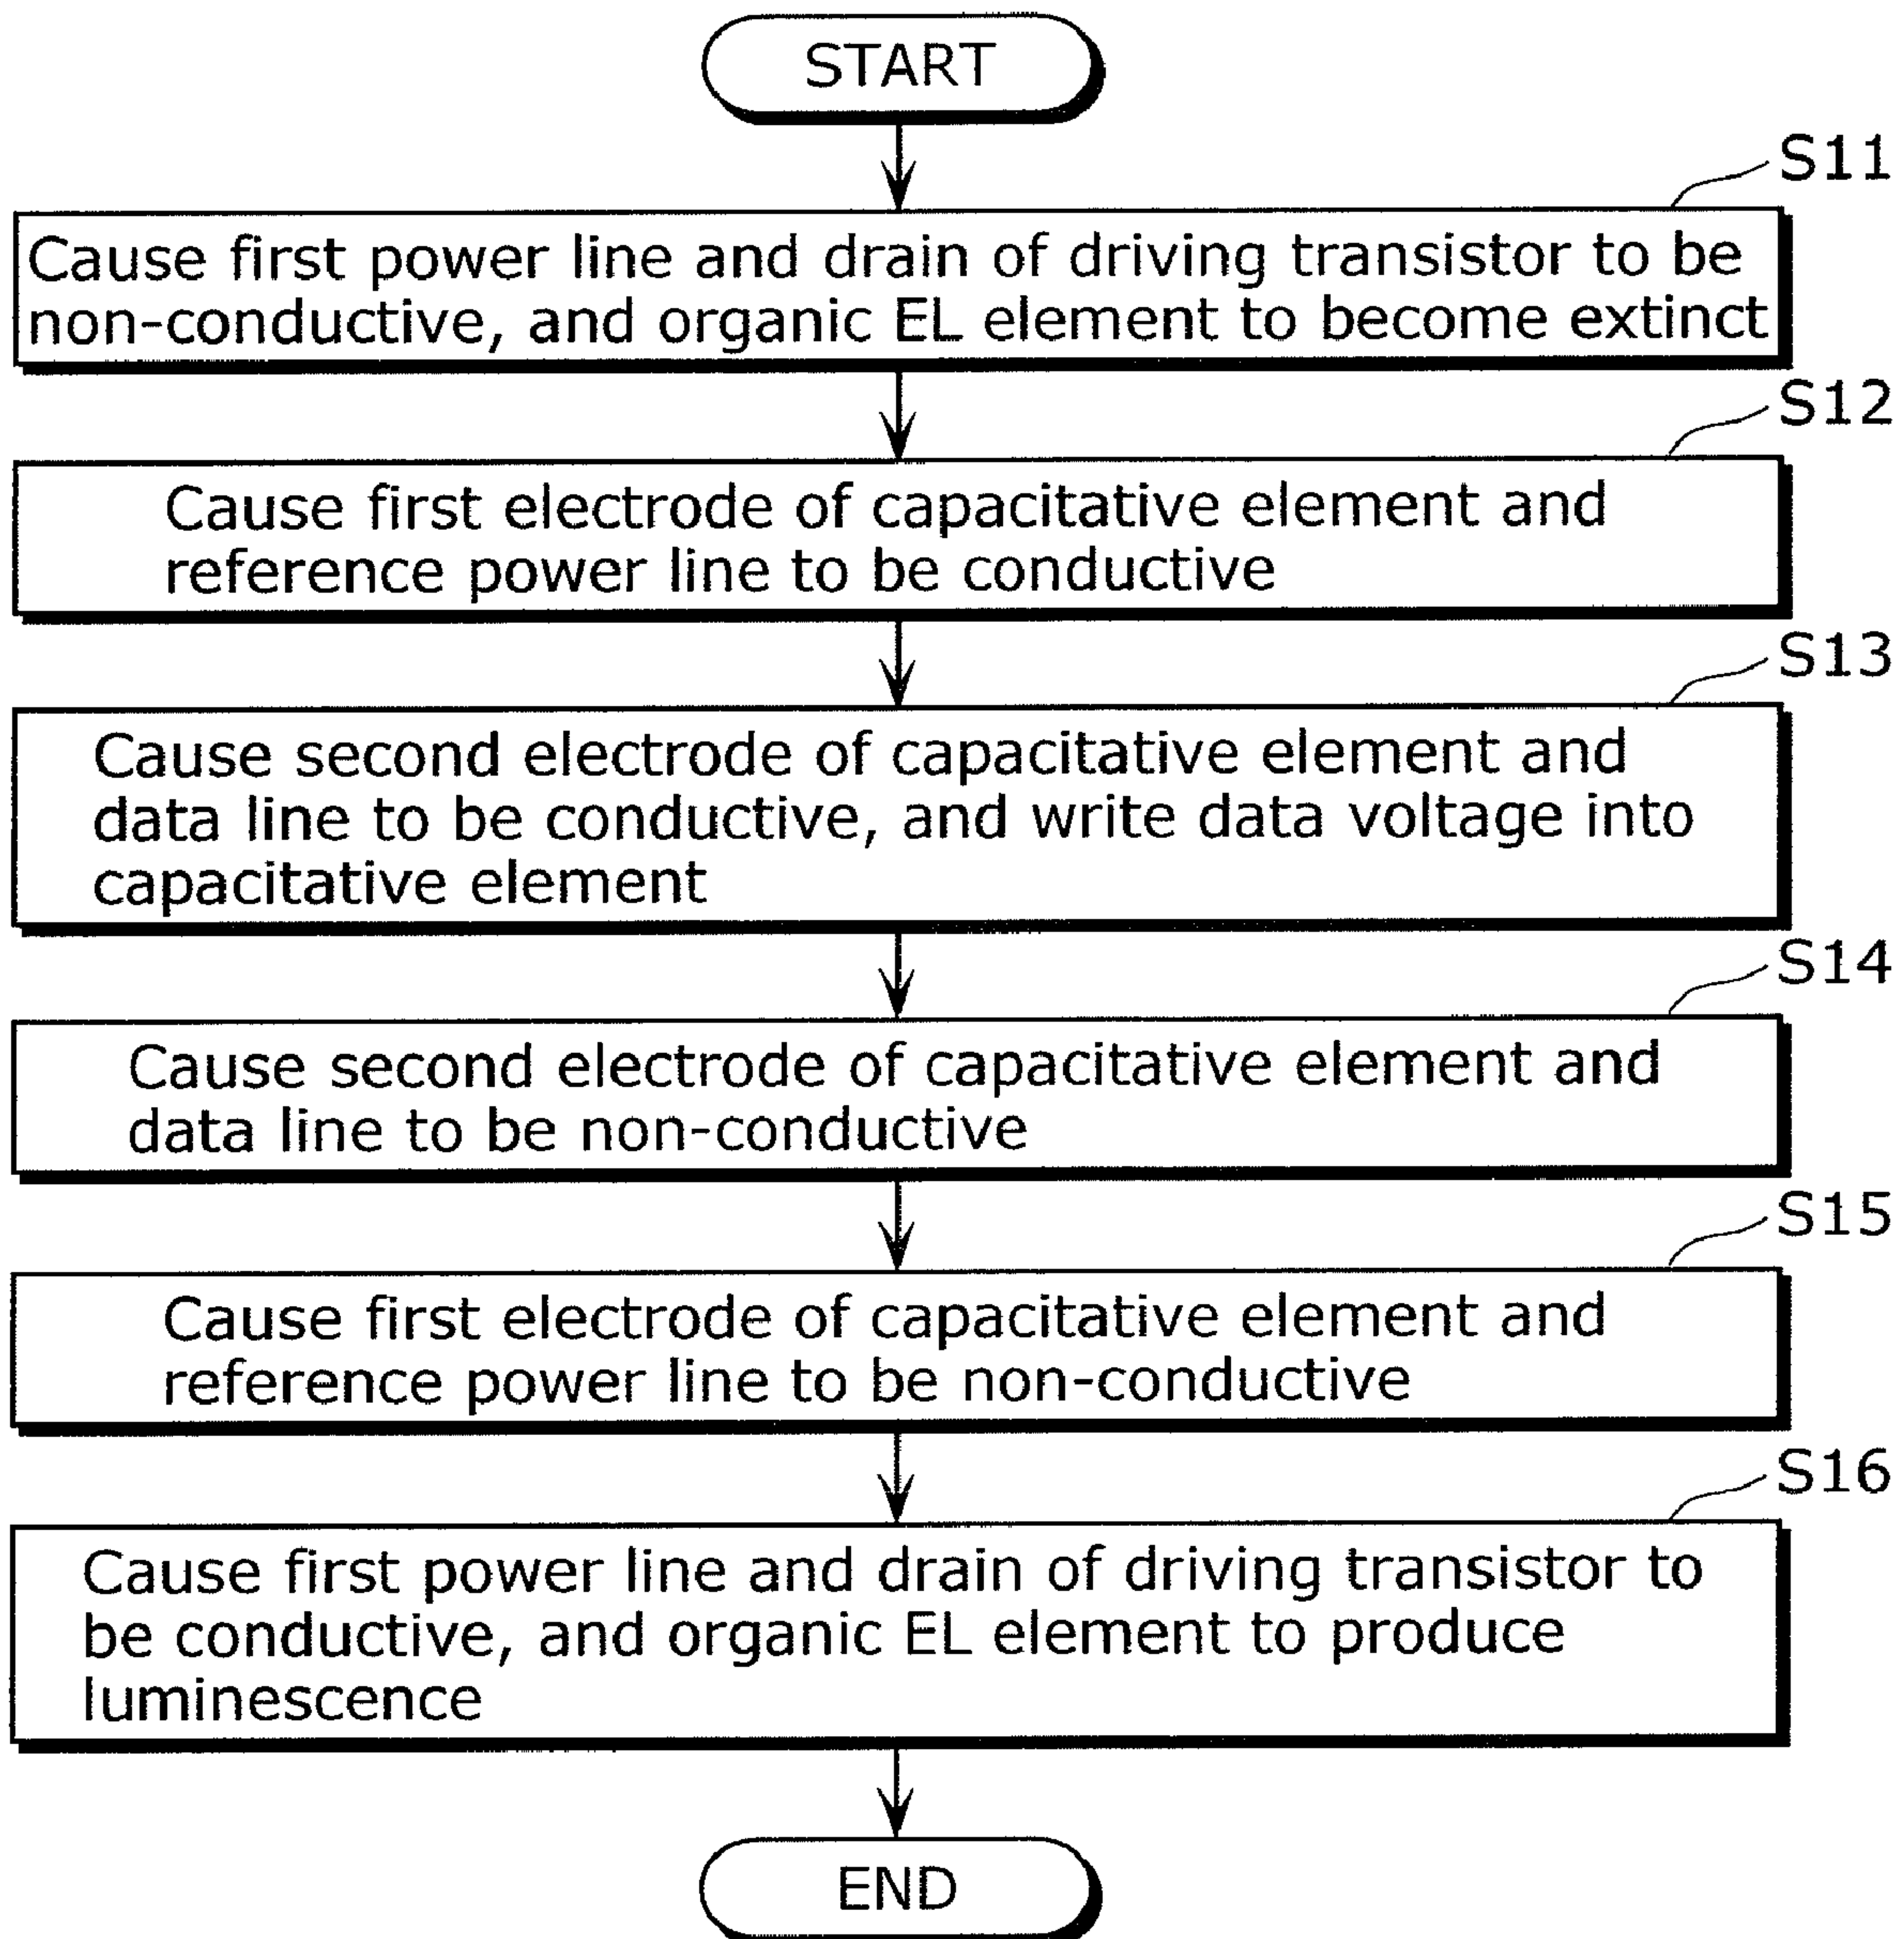 START
S11
Cause first power line and drain of driving transistor to be
non-conductive, and organic EL element to become extinct
S12
Cause first electrode of capacitative element and
reference power line to be conductive
S13
Cause second electrode of capacitative element and
data line to be conductive, and write data voltage into
capacitative element
S14
Cause second electrode of capacitative element and
data line to be non-conductive
S15
Cause first electrode of capacitative element and
reference power line to be non-conductive
S16
Cause first power line and drain of driving transistor to
be conductive, and organic EL element to produce
luminescence
END